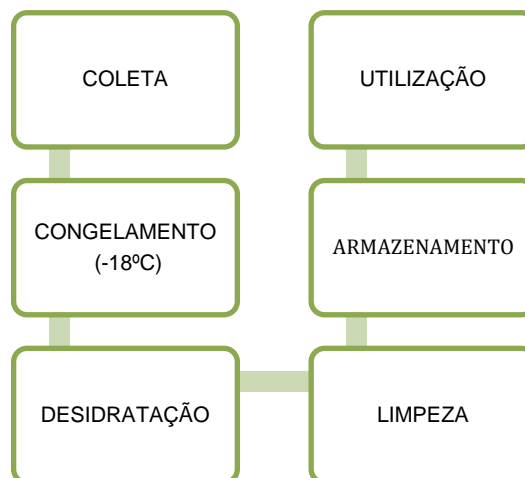 COLETA
CONGELAMENTO
(-18ºC)
DESIDRATAÇÃO
LIMPEZA
ARMAZENAMENTO
UTILIZAÇÃO